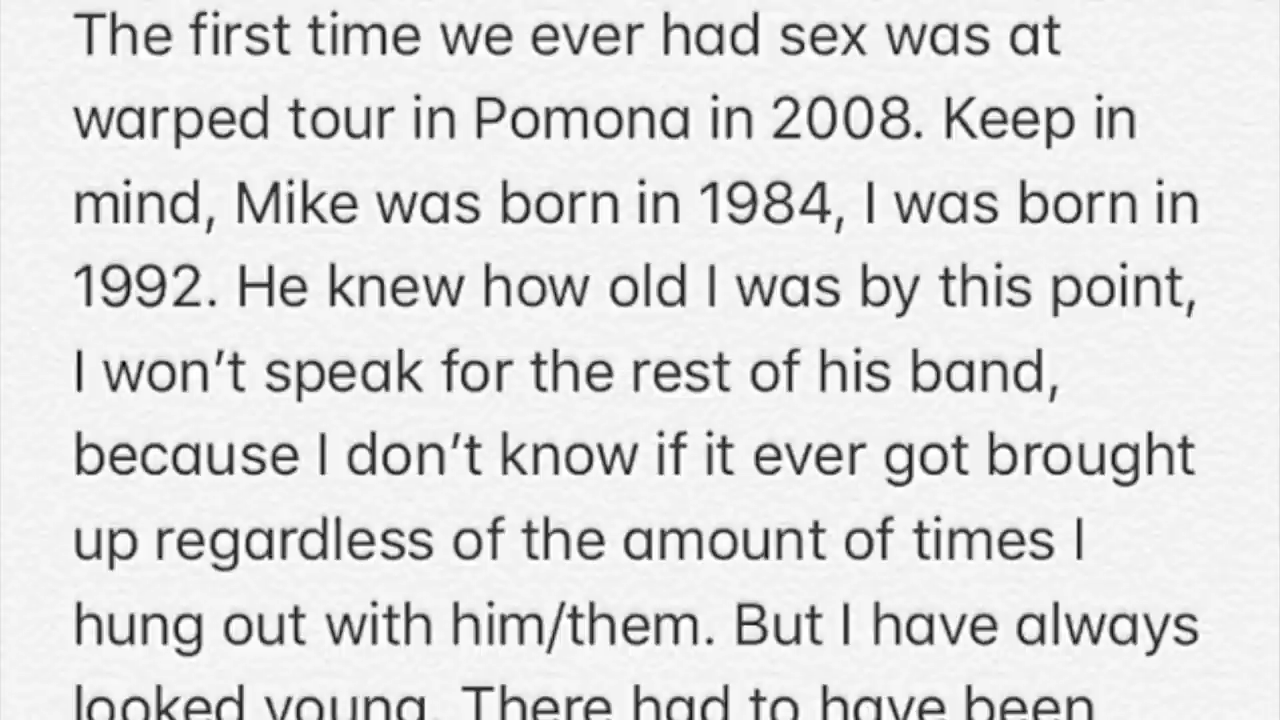 The first time we ever had sex was at
warped tour in Pomona in 2008. Keep in
mind, Mike was born in 1984, I was born in
1992. He knew how old I was by this point,
I won’t speak for the rest of his band,
because I don’t know if it ever got brought
up regardless of the amount of times I
hung out with him/them. But I have always
looked young. There had to have been